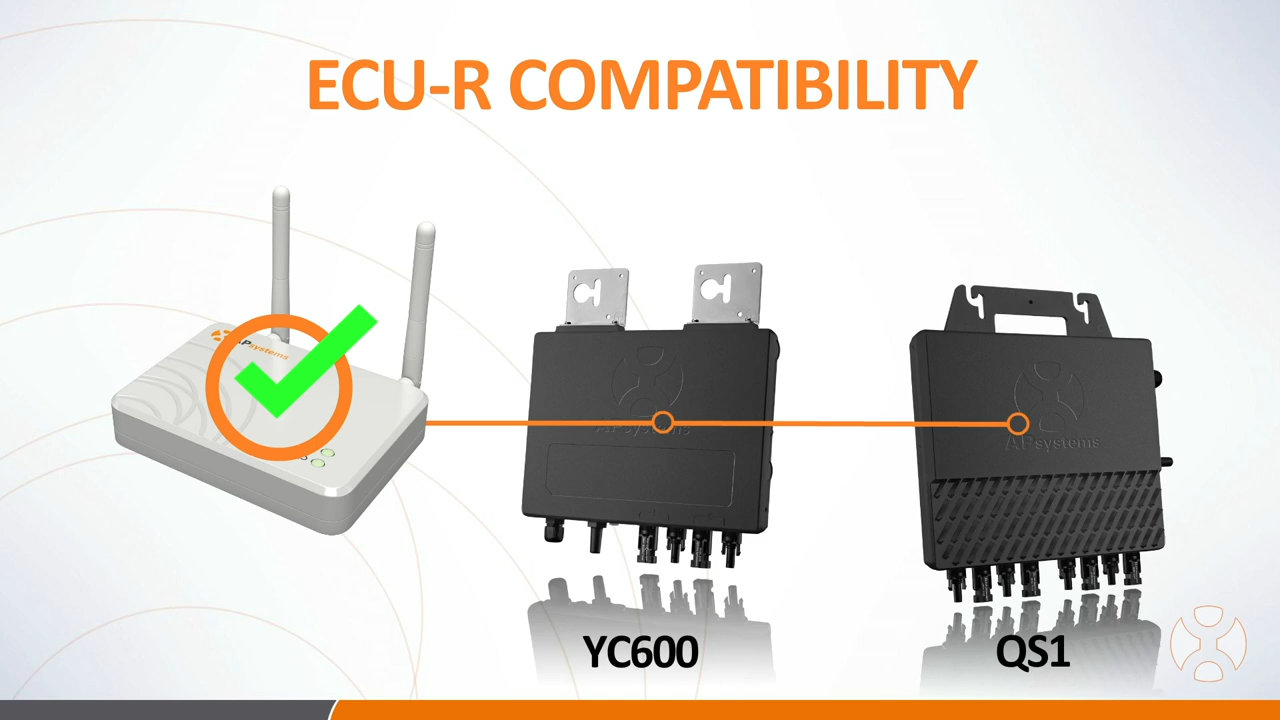 ECU-R COMPATIBILITY
APsystems
APsystems
APsystems
YC600
QS1